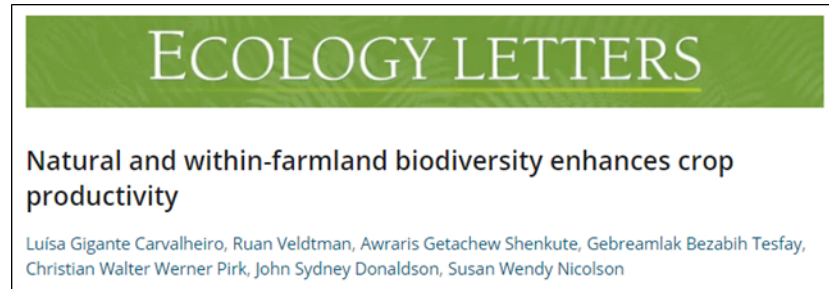 ECOLOGY LETTERS
Natural and within-farmland biodiversity enhances crop
productivity
Luísa Gigante Carvalheiro, Ruan Veldtman, Awraris Getachew Shenkute, Gebreamlak Bezabih Tesfay,
Christian Walter Werner Pirk, John Sydney Donaldson, Susan Wendy Nicolson